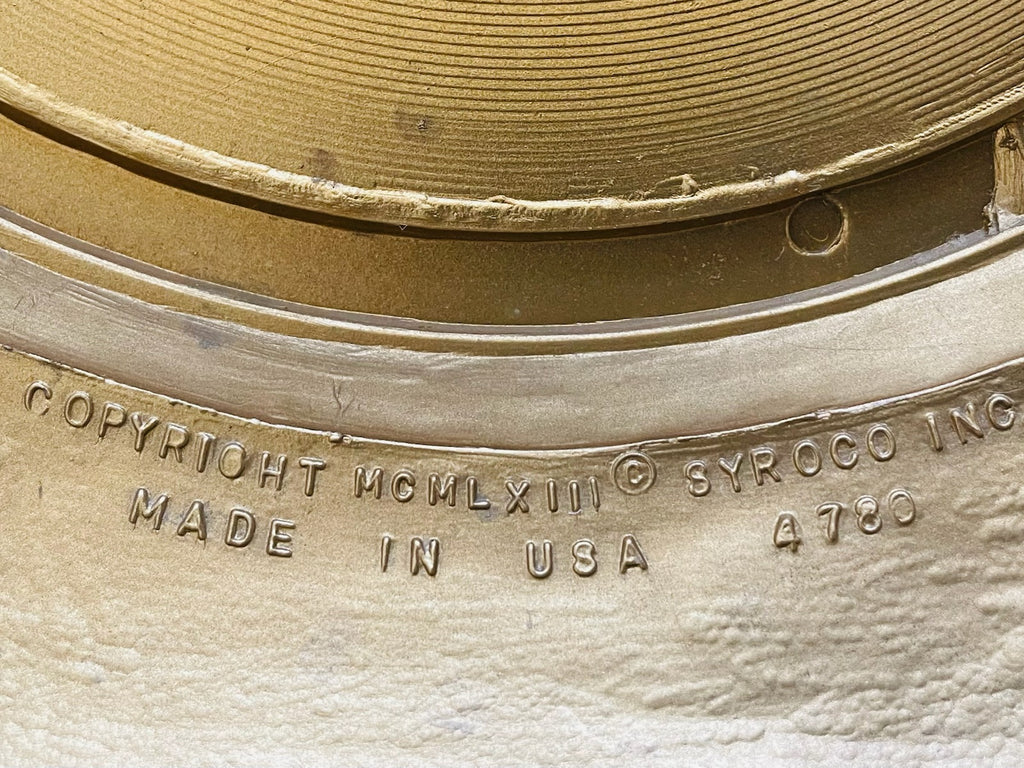 COPYRIGHT MCMLXIII © SYROCO INC
MADE IN USA 4780